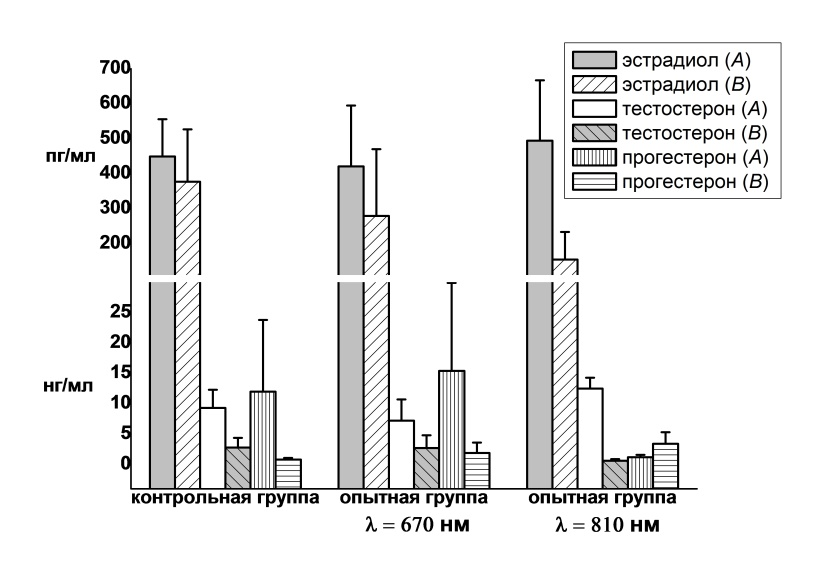 700
600
500
400
300
200
пг/мл
25
20
15
10
5
0
нг/мл
эстрадиол (A)
эстрадиол (B)
тестостерон (A)
тестостерон (B)
прогестерон (A)
прогестерон (B)
контрольная группа
опытная группа
λ = 670 нм
опытная группа
λ = 810 нм